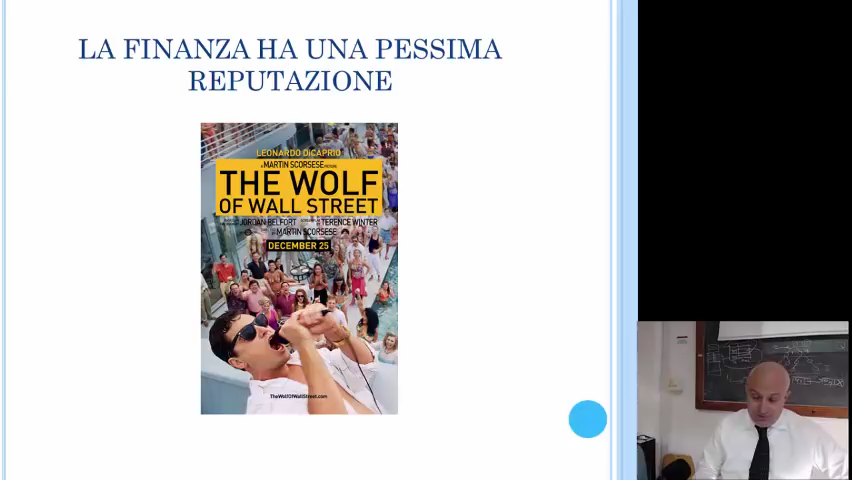 LA FINANZA HA UNA PESSIMA
REPUTAZIONE
LEONARDO DiCAPRIO
A MARTIN SCORSESE PICTURE
THE WOLF
OF WALL STREET
JORDAN BELFORT
TERENCE WINTER
MARTIN SCORSESE
DECEMBER 25
TheWolfOfWallStreet.com